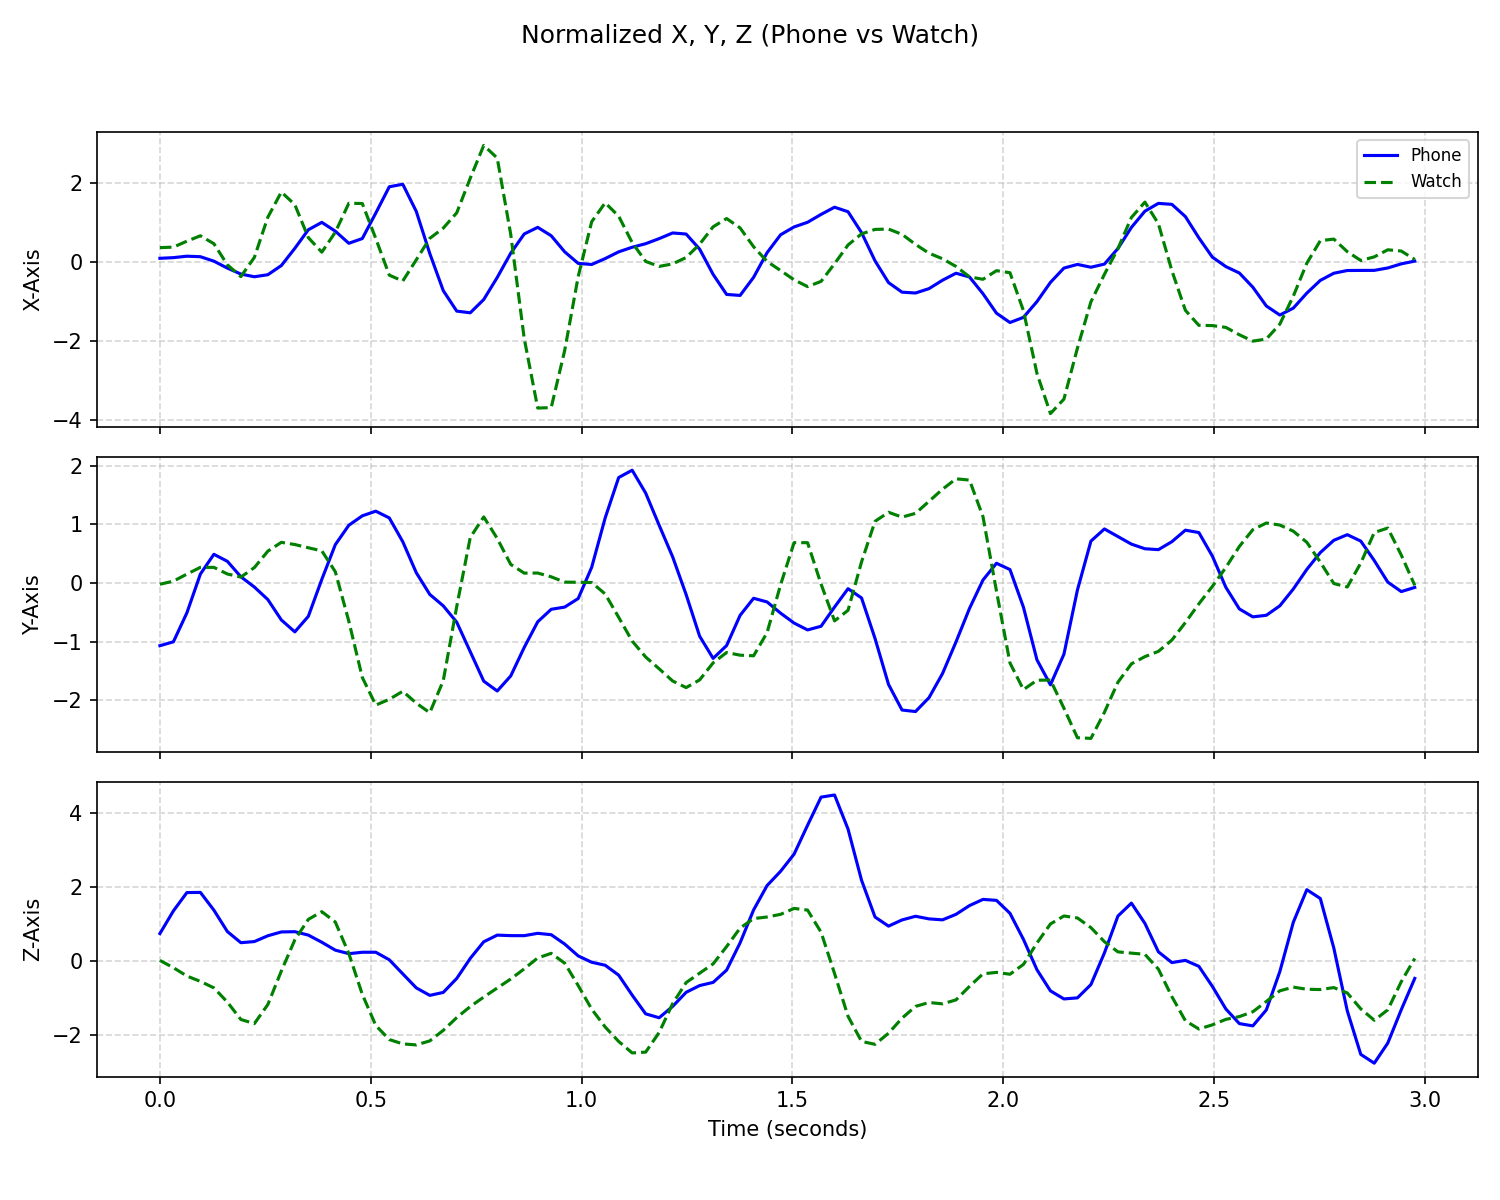 Normalized X, Y, Z (Phone vs Watch)
Phone
Watch
X-Axis
2
0
−2
−4
Y-Axis
2
1
0
−1
−2
Z-Axis
4
2
0
−2
0.0 0.5 1.0 1.5 2.0 2.5 3.0
Time (seconds)